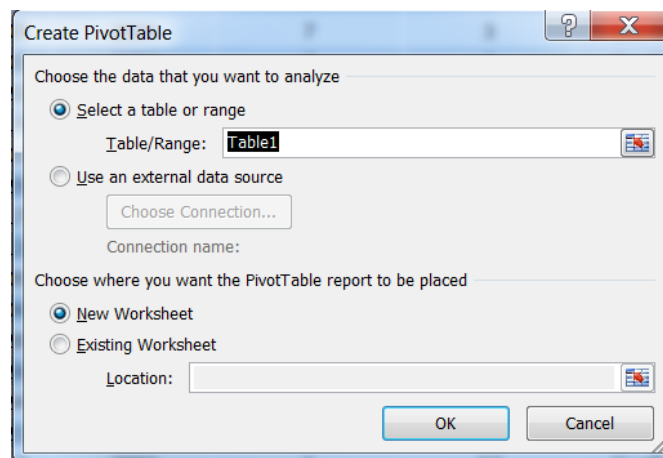 Create PivotTable
Choose the data that you want to analyze
Select a table or range
Table/Range: Table1
Use an external data source
Choose Connection...
Connection name:
Choose where you want the PivotTable report to be placed
New Worksheet
Existing Worksheet
Location:
OK Cancel